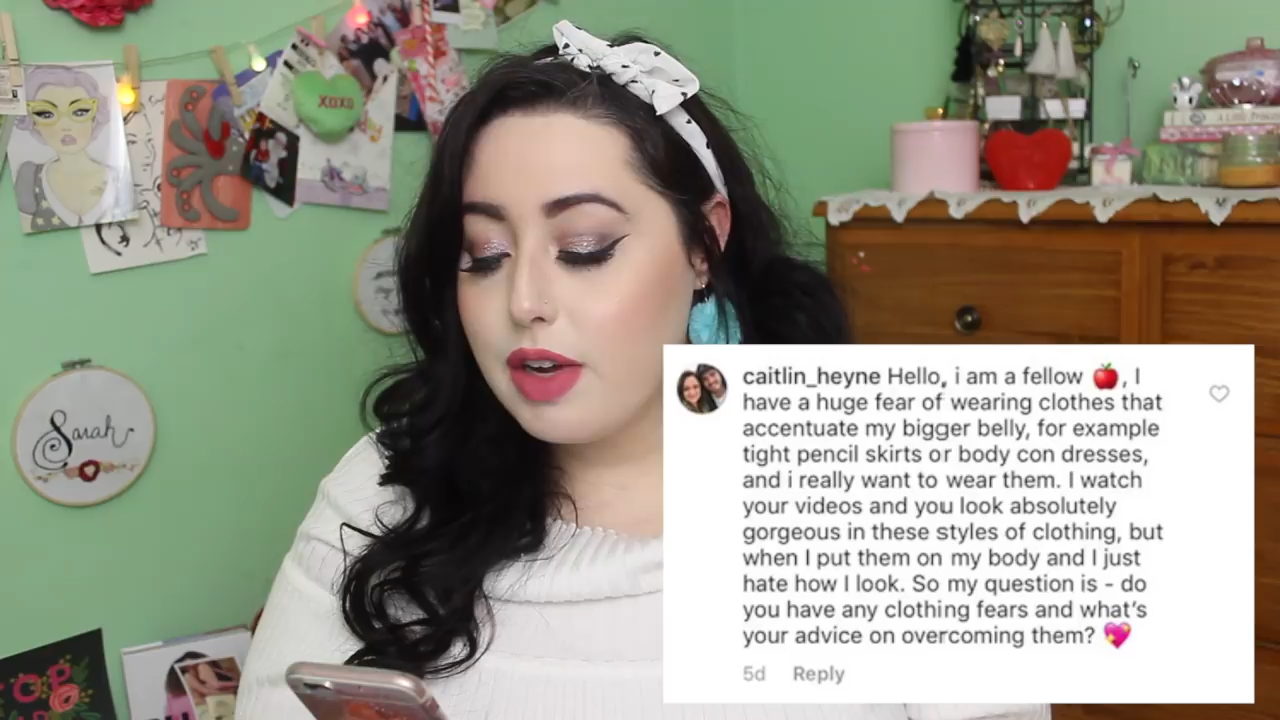 XOXO
A Little Princess
Sarah
caitlin_heyne Hello, i am a fellow 🍎, I
have a huge fear of wearing clothes that
accentuate my bigger belly, for example
tight pencil skirts or body con dresses,
and i really want to wear them. I watch
your videos and you look absolutely
gorgeous in these styles of clothing, but
when I put them on my body and I just
hate how I look. So my question is - do
you have any clothing fears and what's
your advice on overcoming them? 💖
5d Reply